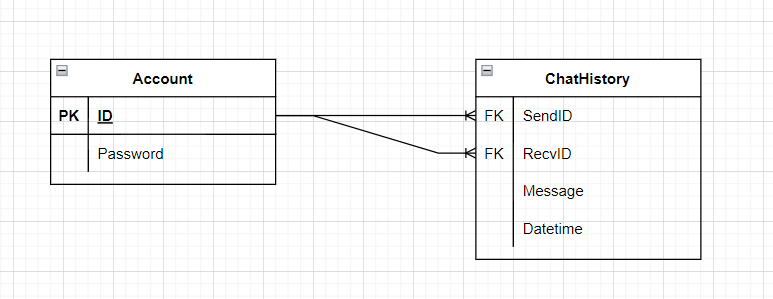 Account
PK ID
Password
ChatHistory
FK SendID
FK RecvID
Message
Datetime